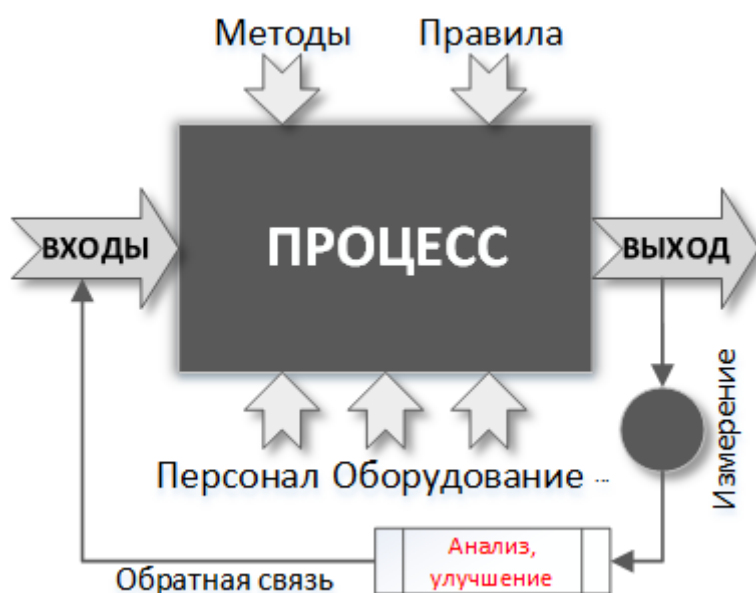 Методы Правила
ВХОДЫ ПРОЦЕСС ВЫХОД
Измерение
Персонал Оборудование ...
Анализ,
улучшение
Обратная связь